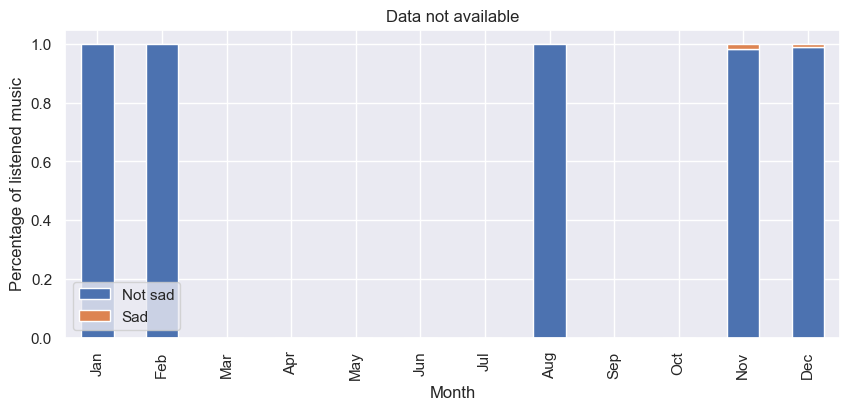 Data not available
Percentage of listened music
1.0
0.8
0.6
0.4
0.2
0.0
Not sad
Sad
Jan
Feb
Mar
Apr
May
Jun
Jul
Aug
Sep
Oct
Nov
Dec
Month